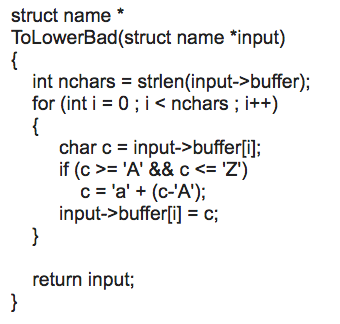 struct name *
ToLowerBad(struct name *input)
{
    int nchars = strlen(input->buffer);
    for (int i = 0 ; i < nchars ; i++)
    {
        char c = input->buffer[i];
        if (c >= 'A' && c <= 'Z')
            c = 'a' + (c-'A');
        input->buffer[i] = c;
    }

    return input;
}